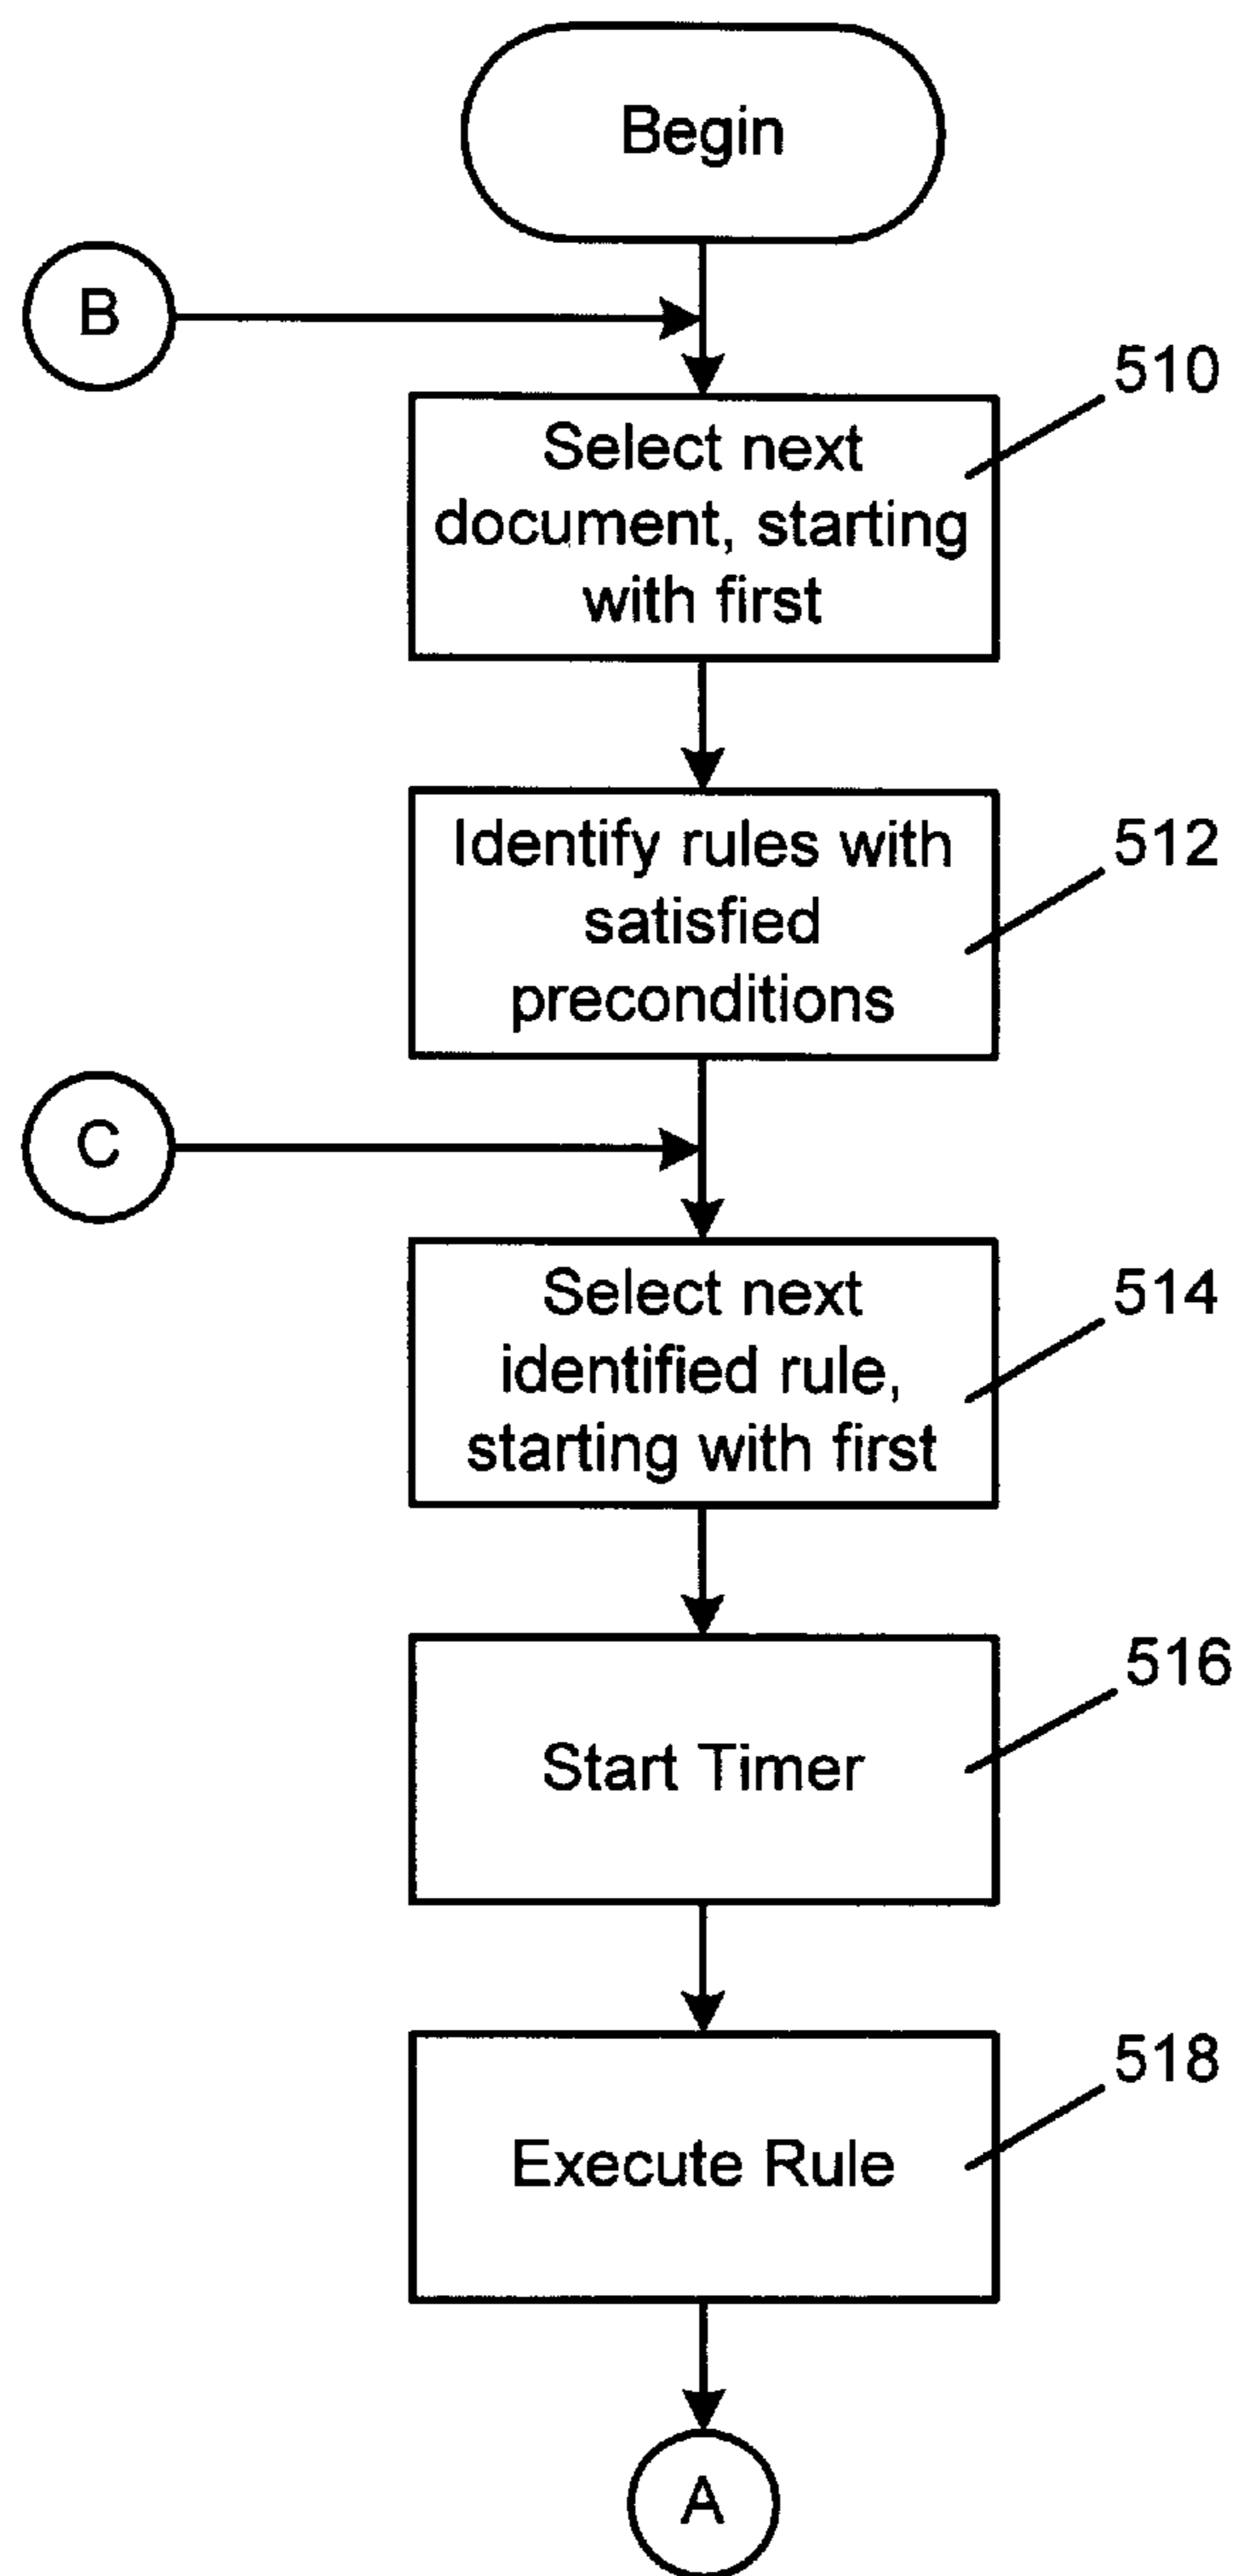 Begin
B
510
Select next
document, starting
with first
512
Identify rules with
satisfied
preconditions
C
514
Select next
identified rule,
starting with first
516
Start Timer
518
Execute Rule
A